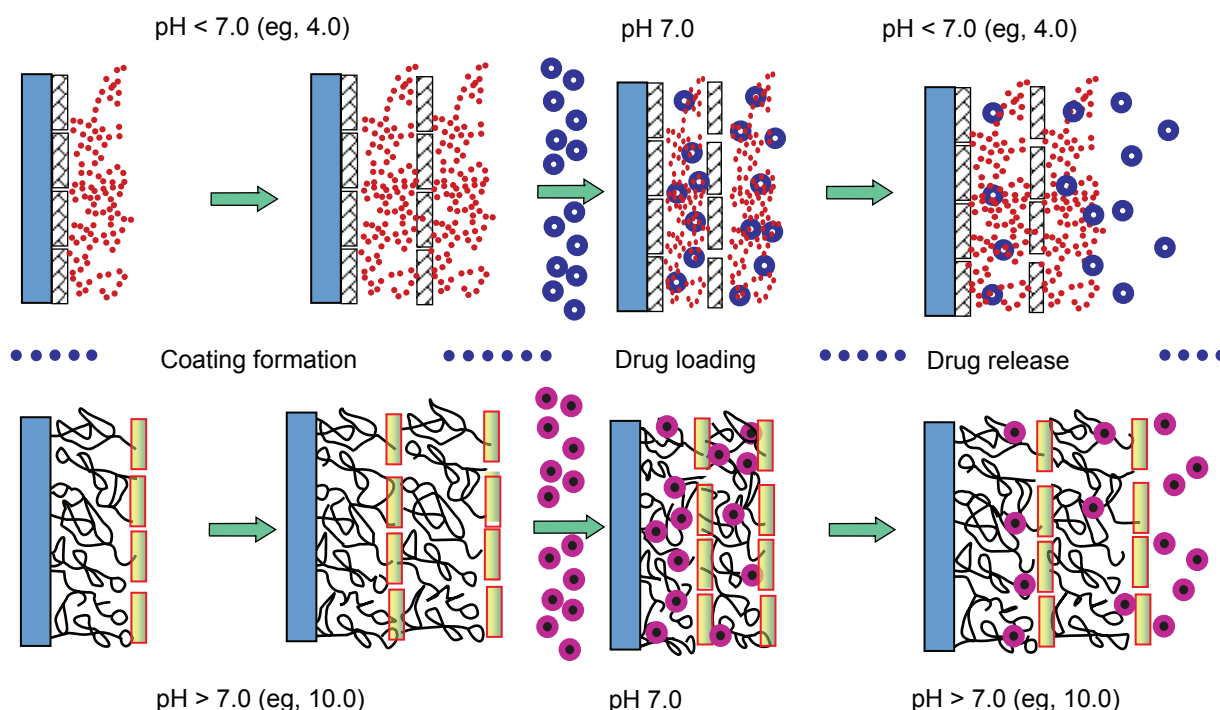 pH < 7.0 (eg, 4.0)
pH 7.0
pH < 7.0 (eg, 4.0)
Coating formation
Drug loading
Drug release
pH > 7.0 (eg, 10.0)
pH 7.0
pH > 7.0 (eg, 10.0)